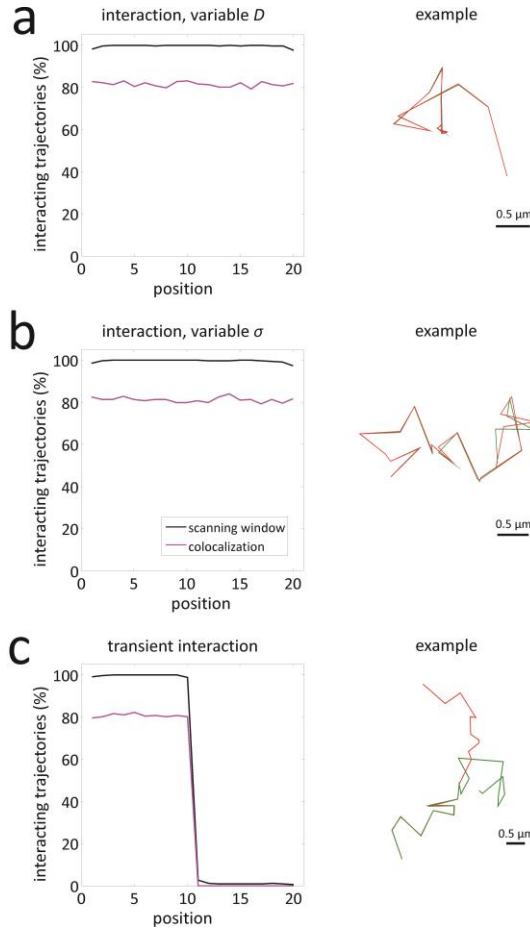 a
interaction, variable D
example
interacting trajectories (%)
100
80
60
40
20
0
0 5 10 15 20
position
0.5 µm
b
interaction, variable σ
example
interacting trajectories (%)
100
80
60
40
20
0
scanning window
colocalization
0 5 10 15 20
position
0.5 µm
c
transient interaction
example
interacting trajectories (%)
100
80
60
40
20
0
0 5 10 15 20
position
0.5 µm